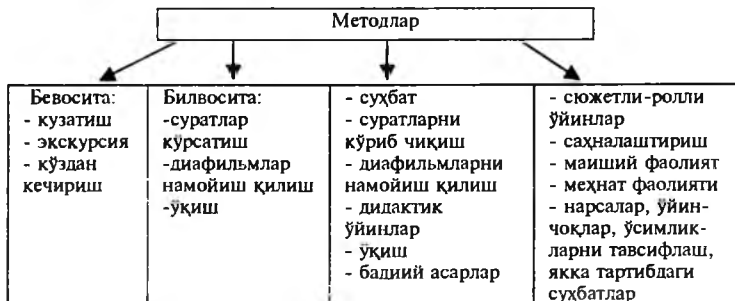 Методлар
Бевосита:
- кузатиш
- экскурсия
- кўздан
кечириш
Билвосита:
-суратлар
кўрсатиш
-диафильмлар
намойиш қилиш
-ўқиш
- суҳбат
- суратларни
кўриб чиқиш
- диафильмларни
намойиш қилиш
- дидактик
ўйинлар
- ўқиш
- бадиий асарлар
- сюжетли-ролли
ўйинлар
- саҳналаштириш
- маиший фаолият
- меҳнат фаолияти
- нарсалар, ўйин-
чоқлар, ўсимлик-
ларни тавсифлаш,
якка тартибдаги
суҳбатлар